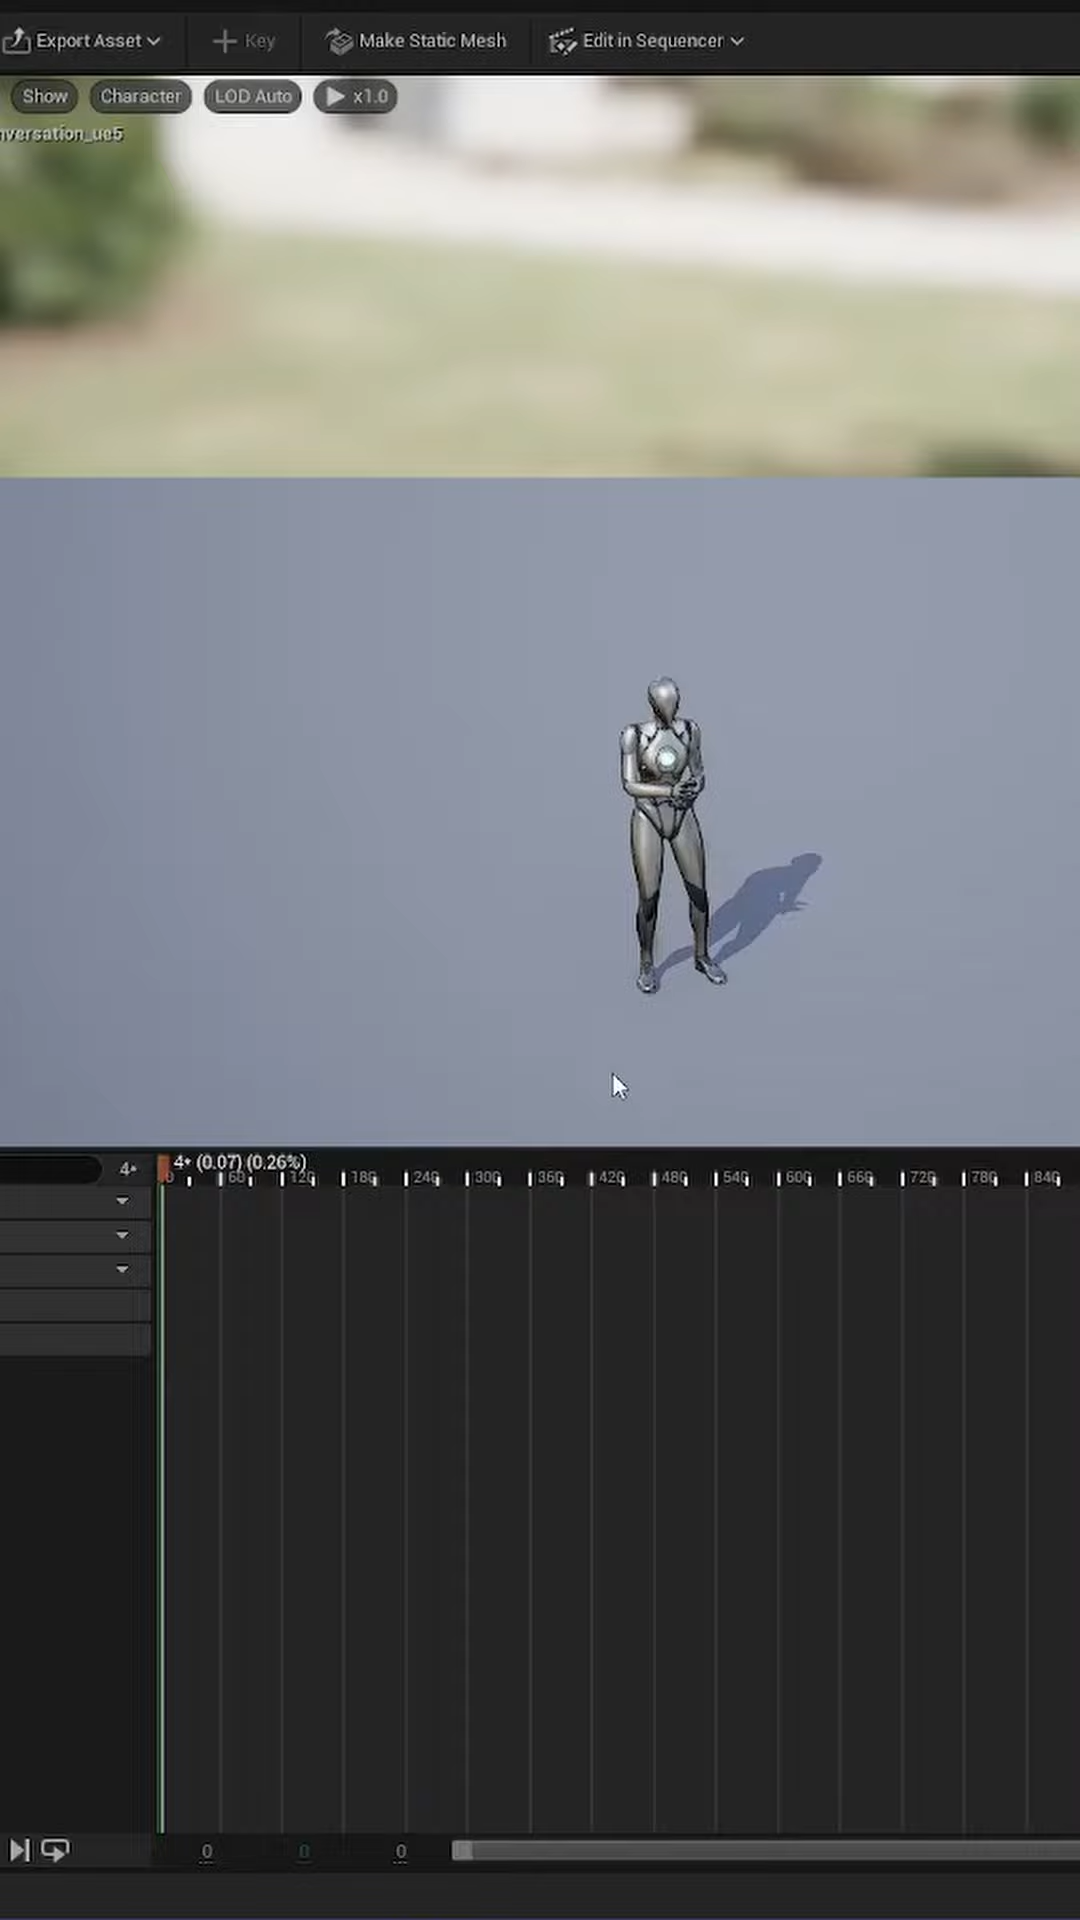 Export Asset Key Make Static Mesh Edit in Sequencer
Show Character LOD Auto x1.0
nversation_ue5
4+ 4+ (0.07) (0.26%)
0 60 120 180 240 300 360 420 480 540 600 660 720 780 840
0 0 0